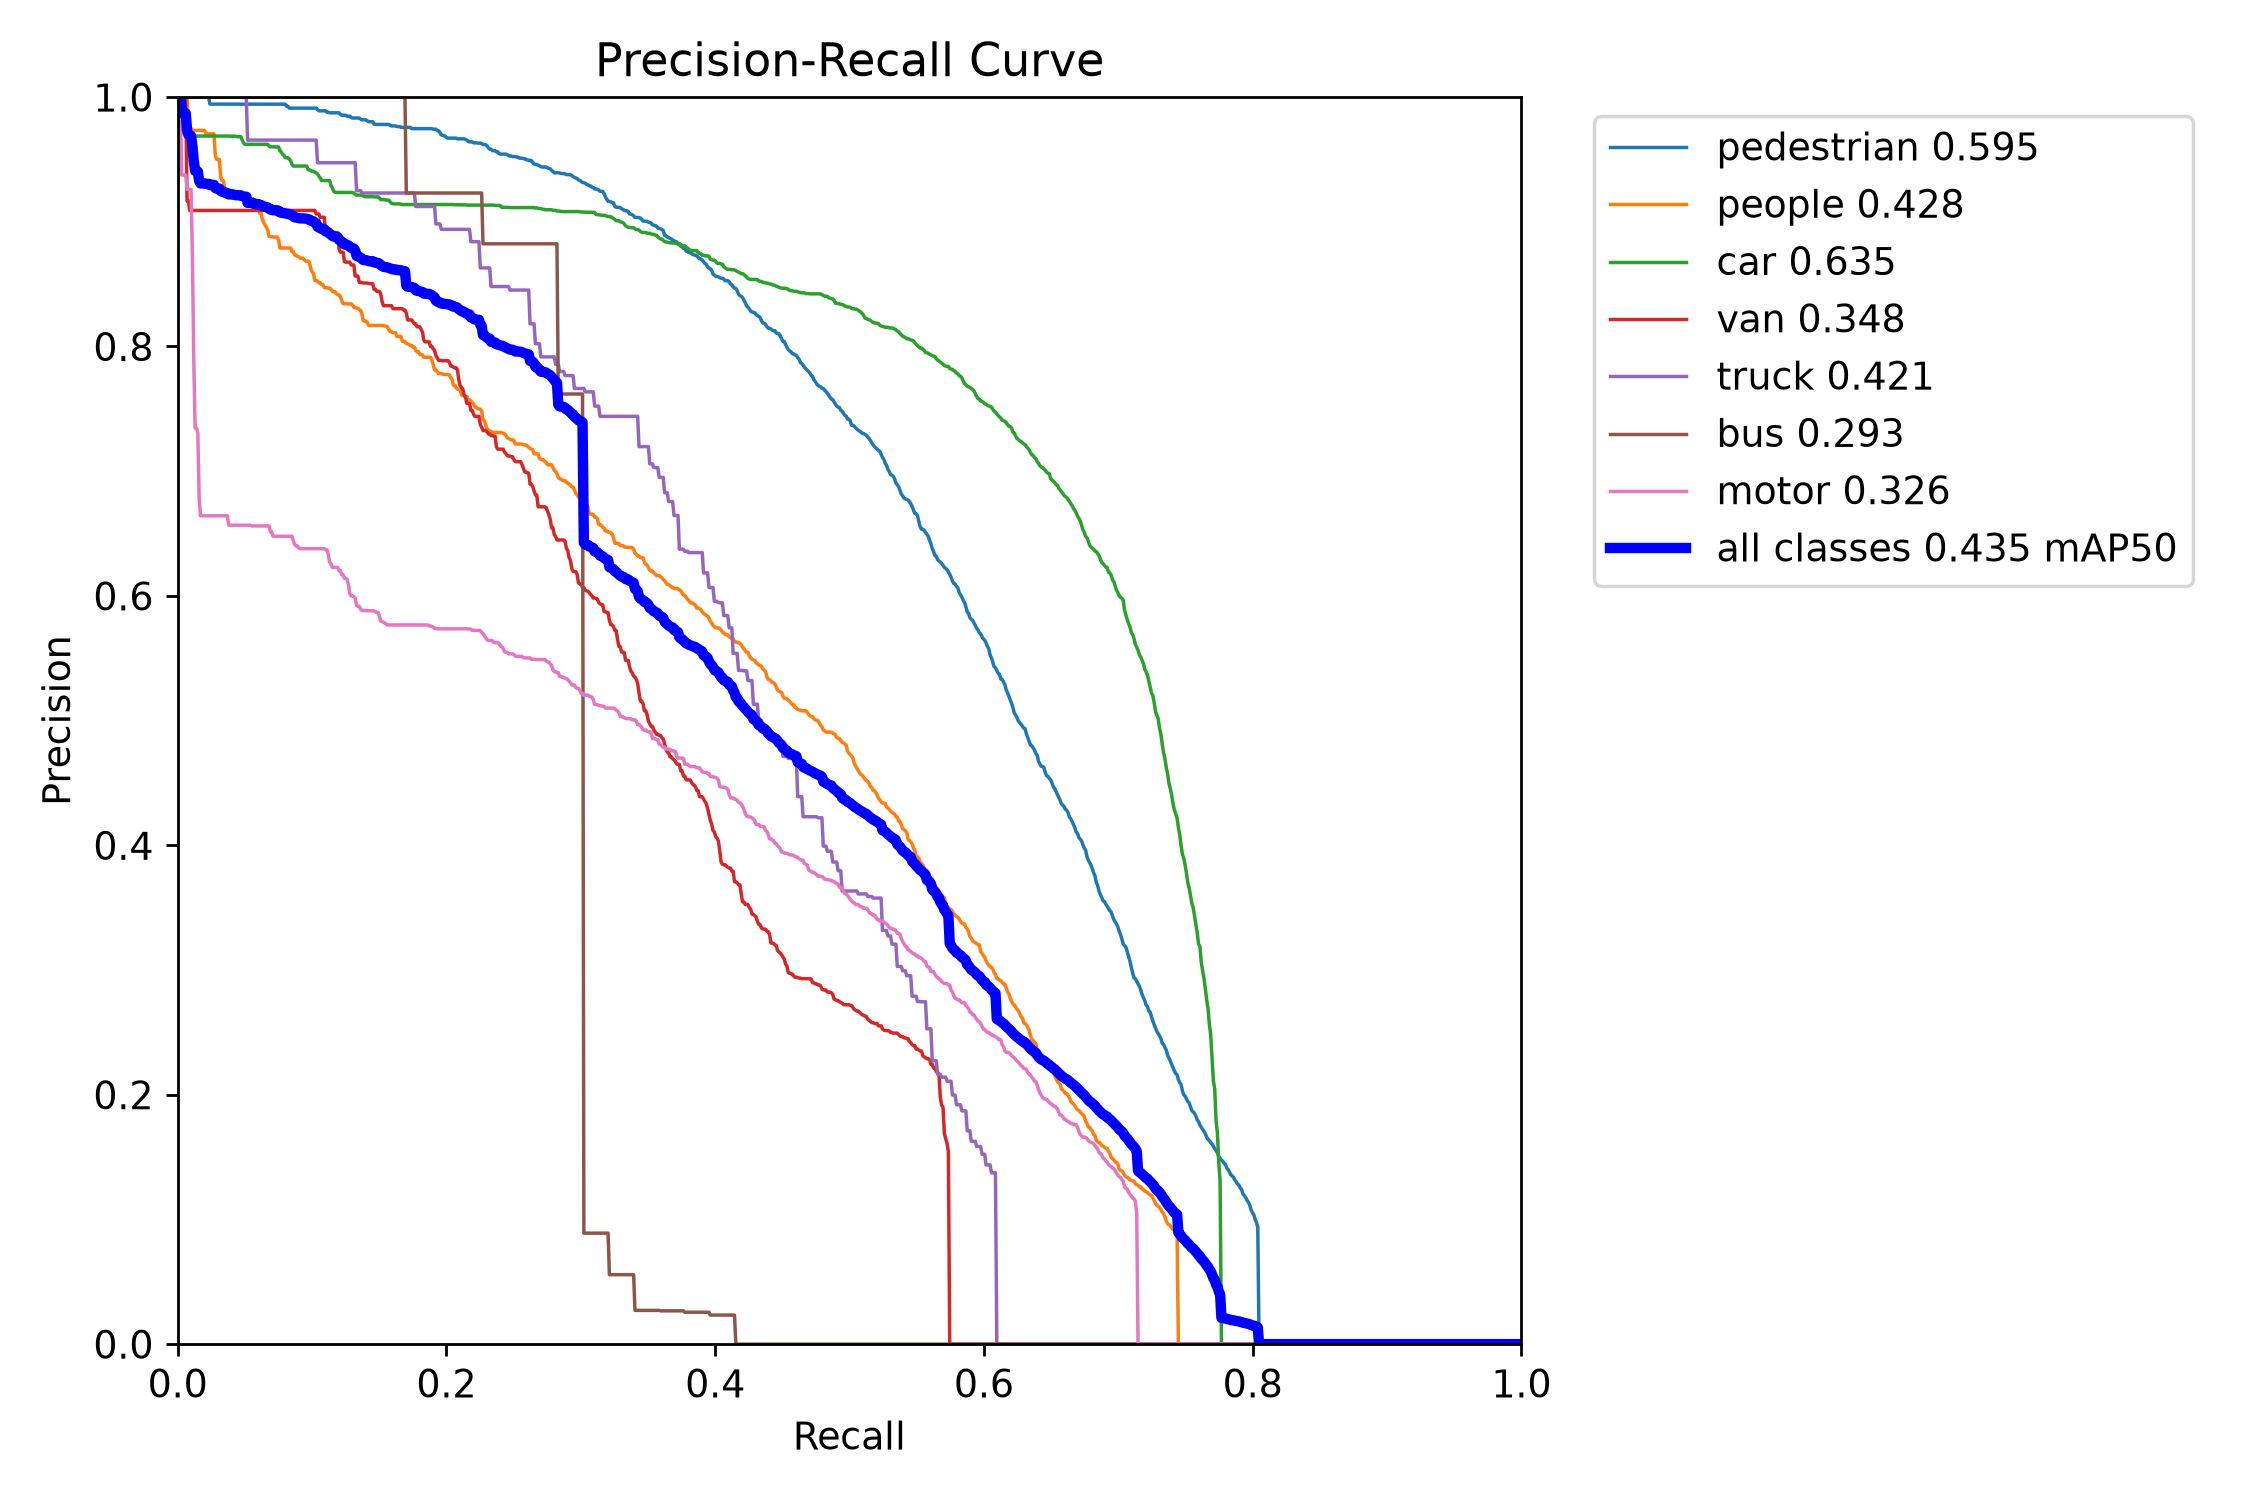 Precision-Recall Curve
1.0
0.8
0.6
0.4
0.2
0.0
Precision
0.0 0.2 0.4 0.6 0.8 1.0
Recall
pedestrian 0.595
people 0.428
car 0.635
van 0.348
truck 0.421
bus 0.293
motor 0.326
all classes 0.435 mAP50